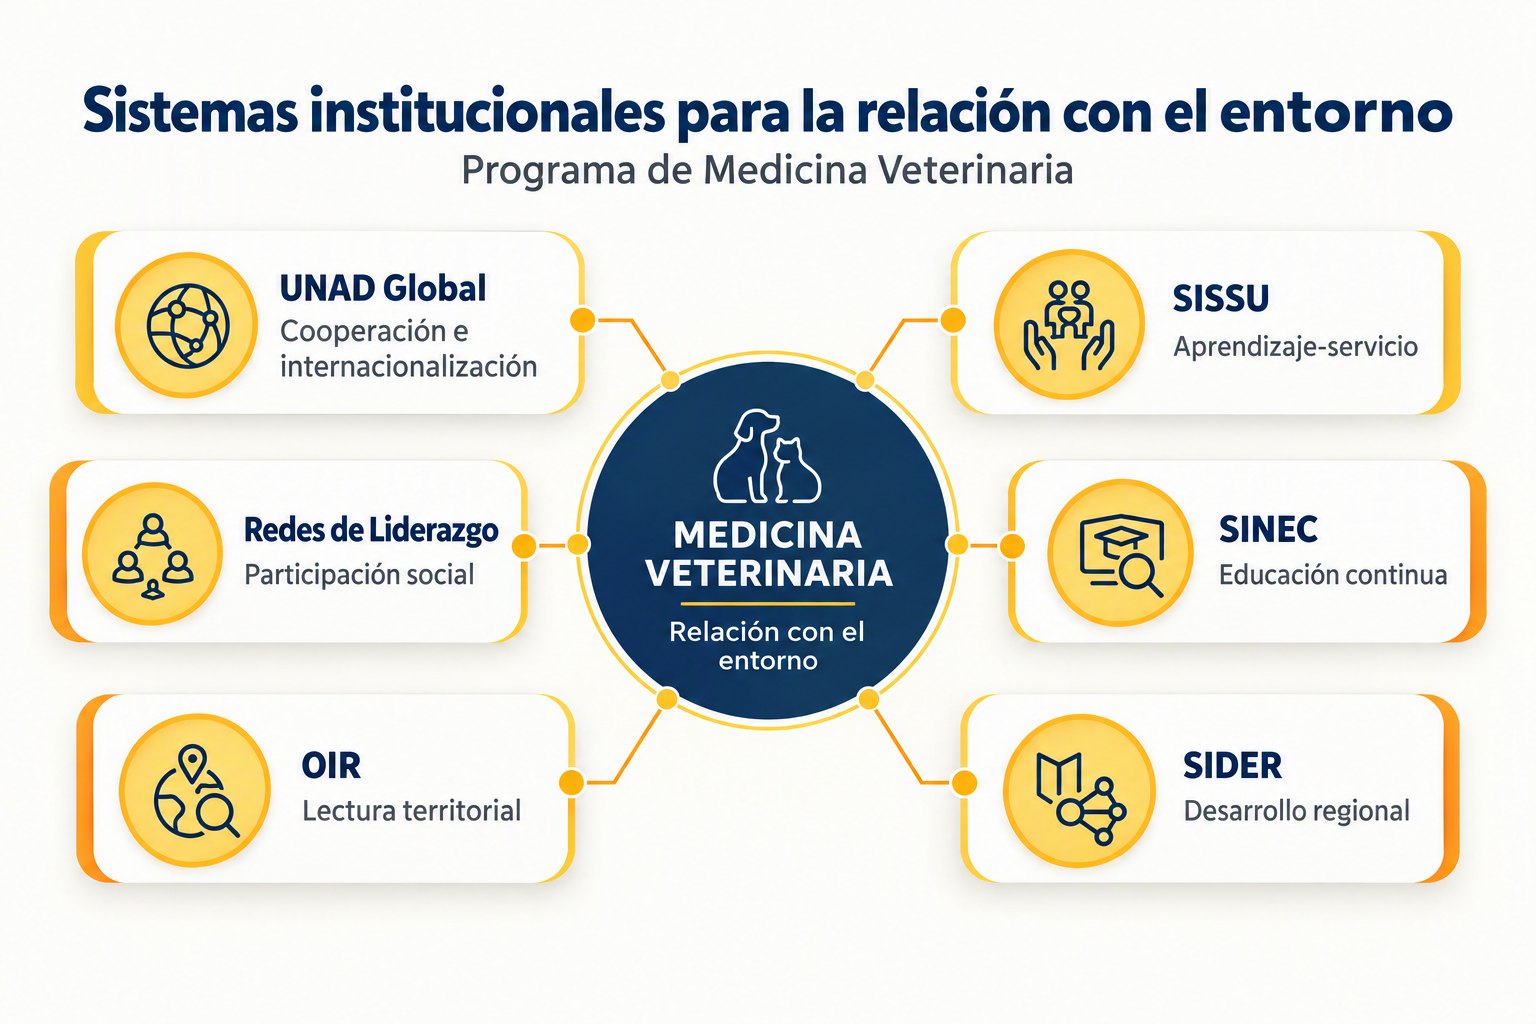 Sistemas institucionales para la relación con el entorno
Programa de Medicina Veterinaria
UNAD Global
Cooperación e
internacionalización
Redes de Liderazgo
Participación social
OIR
Lectura territorial
MEDICINA
VETERINARIA
Relación con el
entorno
SISSU
Aprendizaje-servicio
SINEC
Educación continua
SIDER
Desarrollo regional